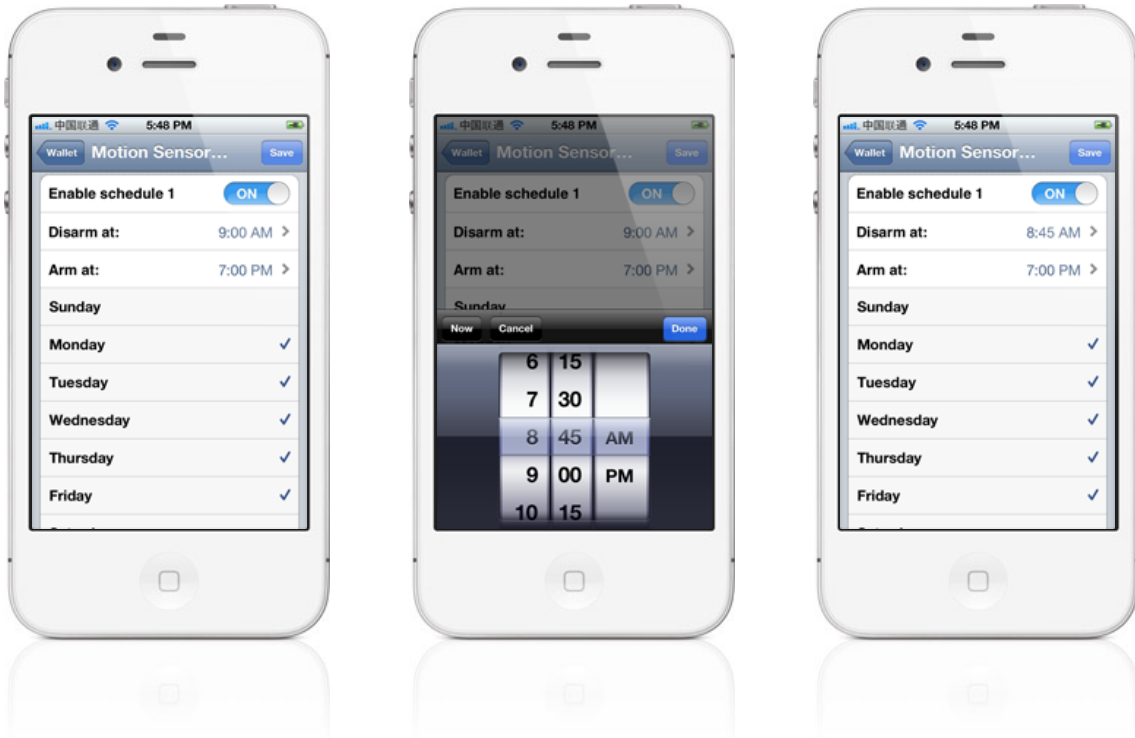 中国联通 5:48 PM
Wallet Motion Sensor... Save
Enable schedule 1 ON
Disarm at: 9:00 AM
Arm at: 7:00 PM
Sunday
Monday
Tuesday
Wednesday
Thursday
Friday
中国联通 5:48 PM
Wallet Motion Sensor... Save
Enable schedule 1 ON
Disarm at: 9:00 AM
Arm at: 7:00 PM
Sunday
Now Cancel Done
6 15
7 30
8 45 AM
9 00 PM
10 15
中国联通 5:48 PM
Wallet Motion Sensor... Save
Enable schedule 1 ON
Disarm at: 8:45 AM
Arm at: 7:00 PM
Sunday
Monday
Tuesday
Wednesday
Thursday
Friday